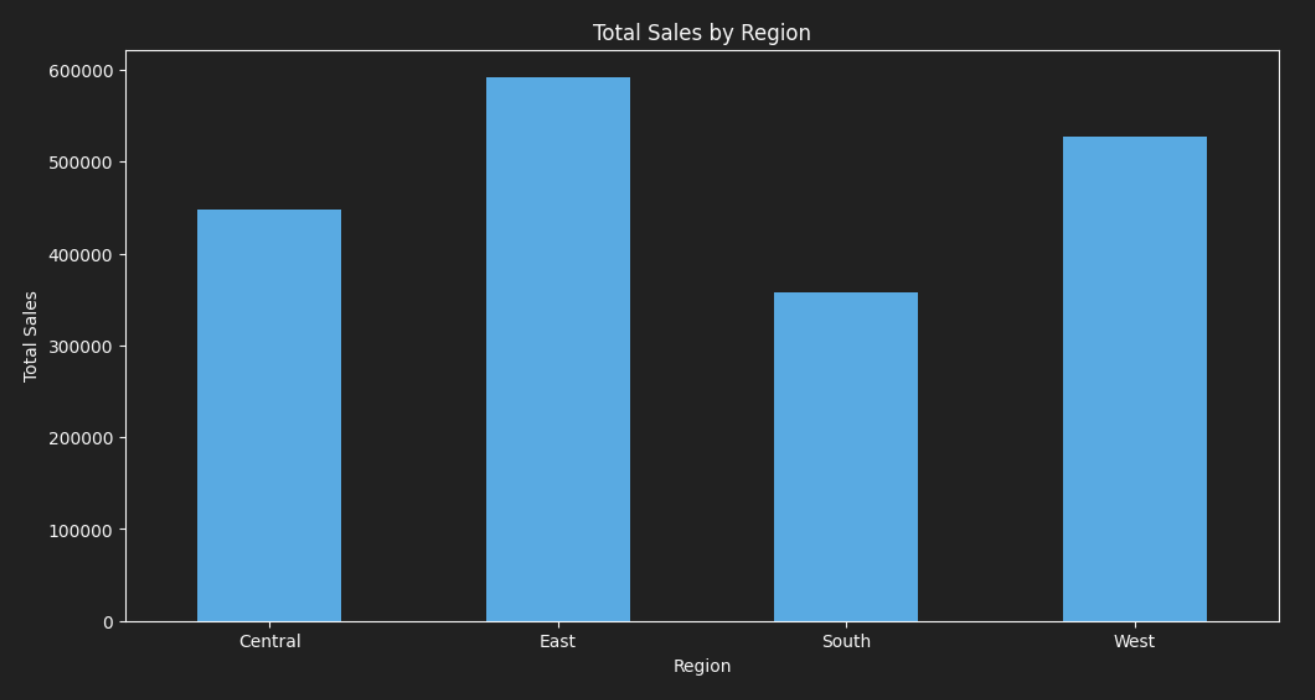 Total Sales by Region
Total Sales
600000
500000
400000
300000
200000
100000
0
Central East South West
Region